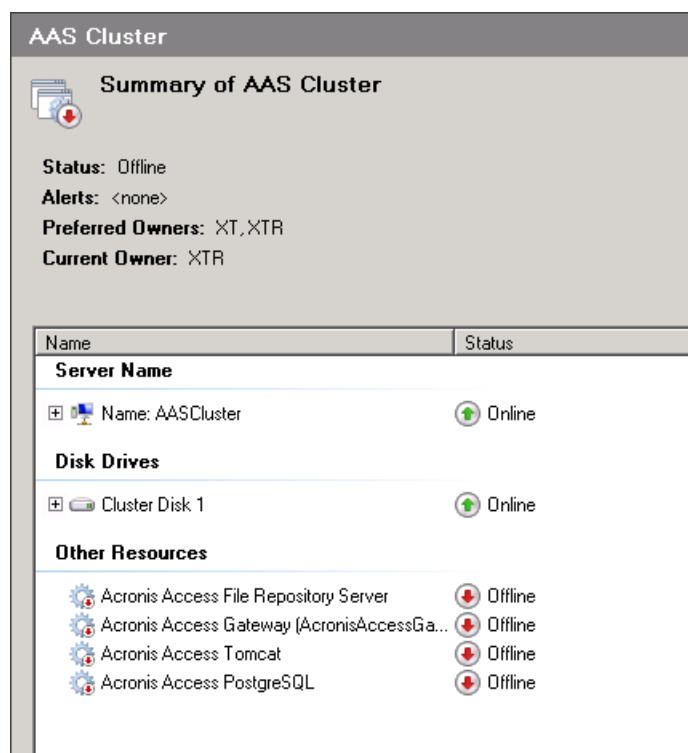 AAS Cluster
Summary of AAS Cluster
Status: Offline
Alerts: <none>
Preferred Owners: XT, XTR
Current Owner: XTR
Name Status
Server Name
Name: AASCluster Online
Disk Drives
Cluster Disk 1 Online
Other Resources
Acronis Access File Repository Server Offline
Acronis Access Gateway (AcronisAccessGa... Offline
Acronis Access Tomcat Offline
Acronis Access PostgreSQL Offline